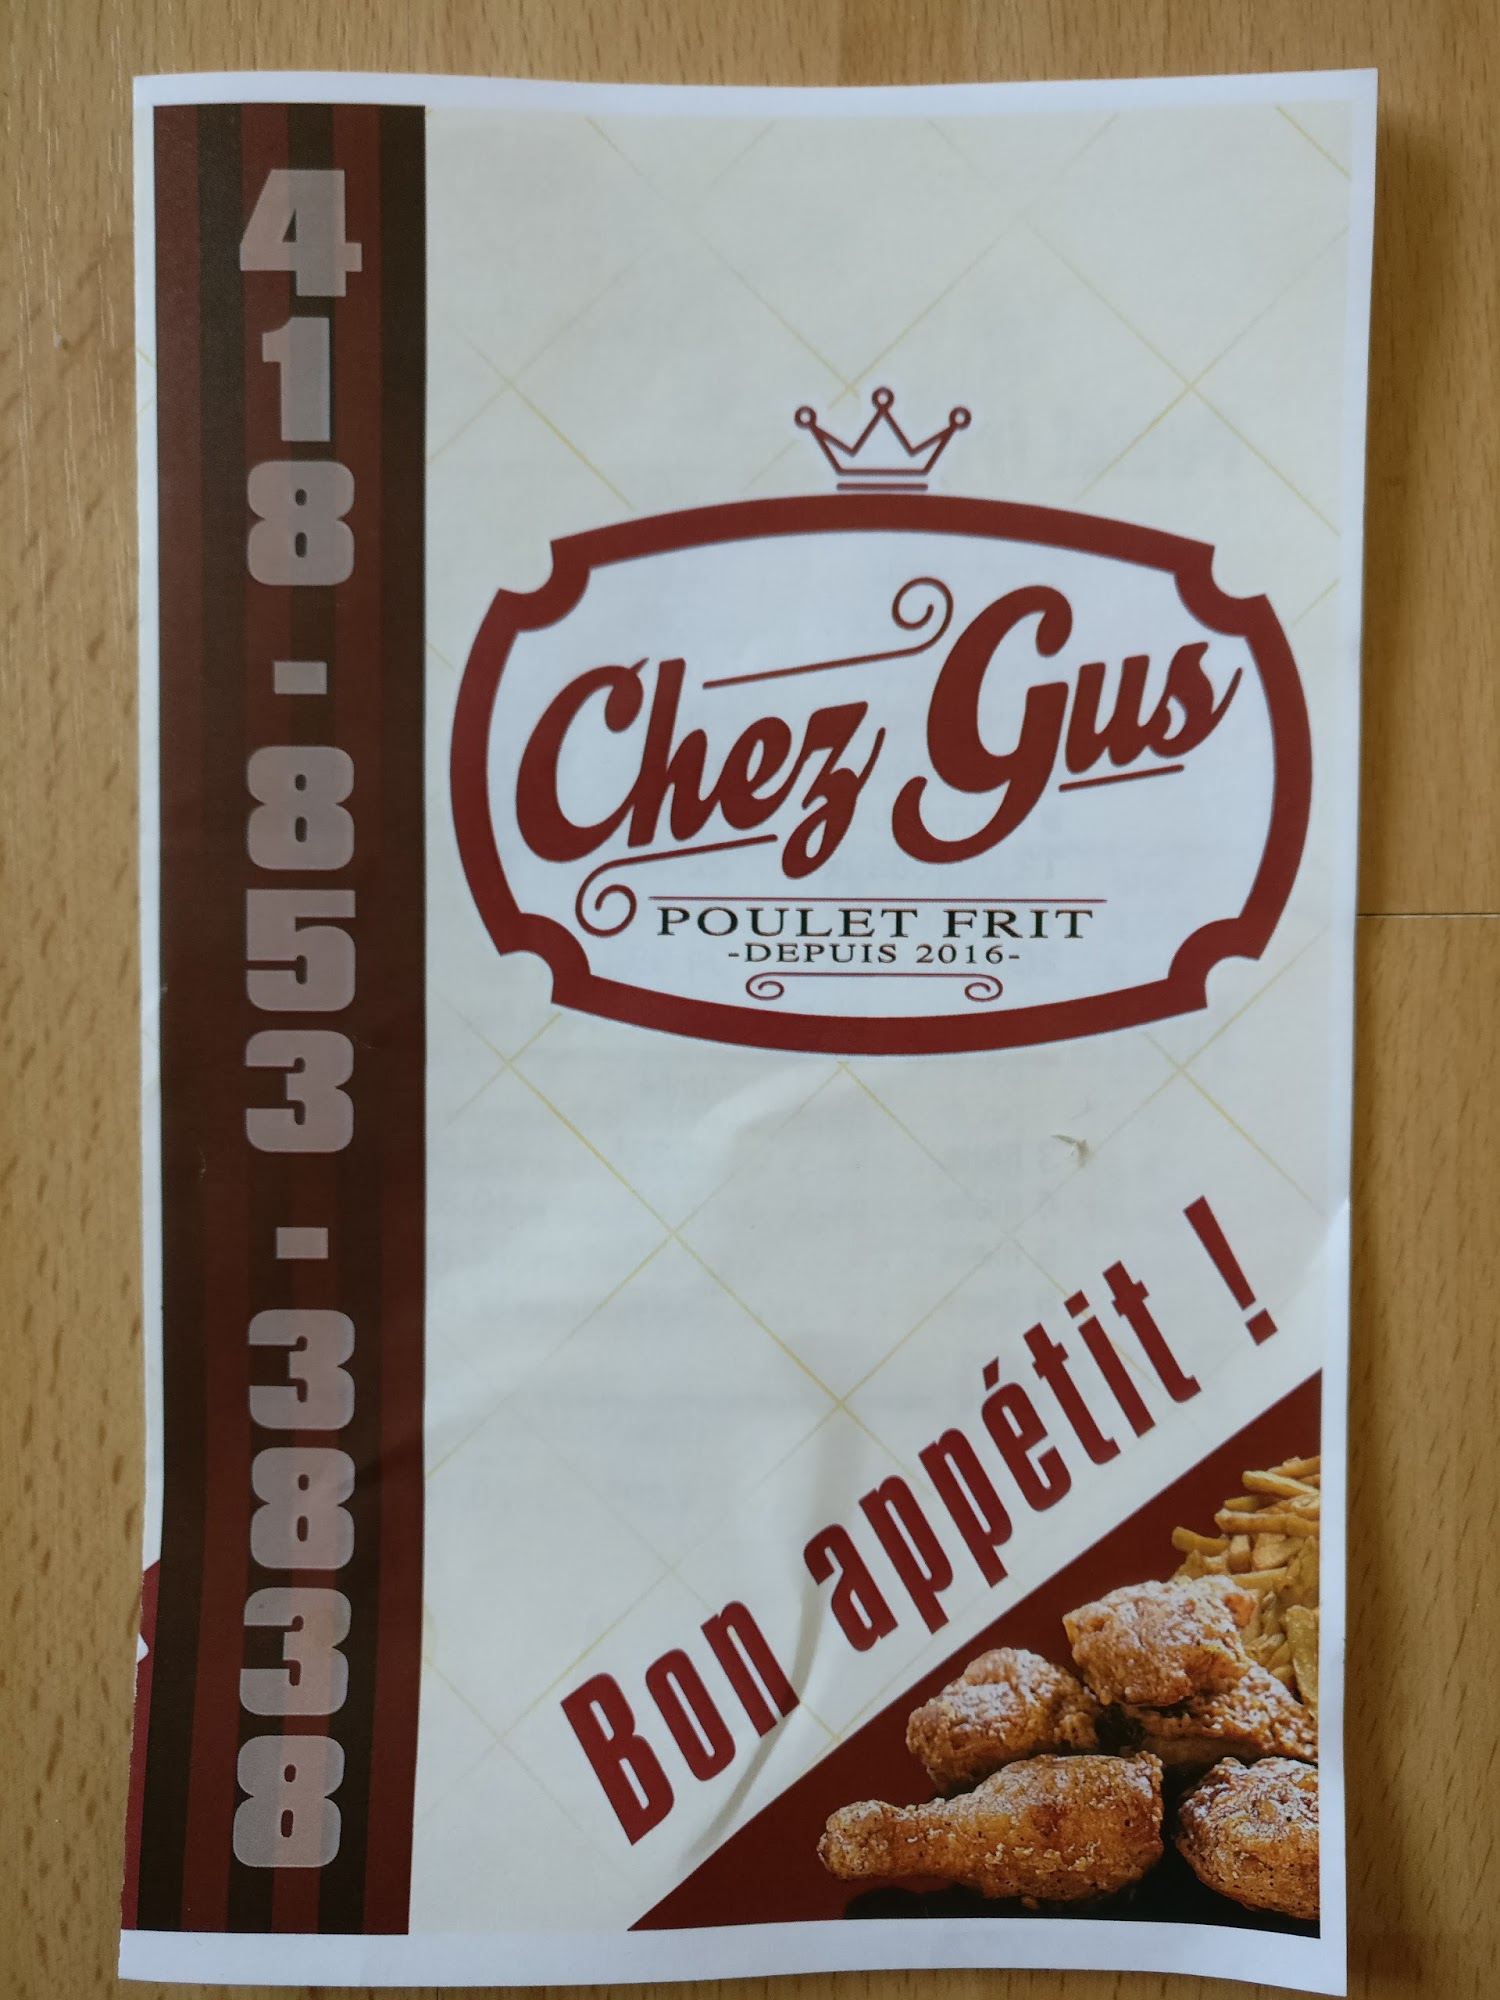 418-853-3838
Chez Gus
POULET FRIT
-DEPUIS 2016-
Bon appétit !